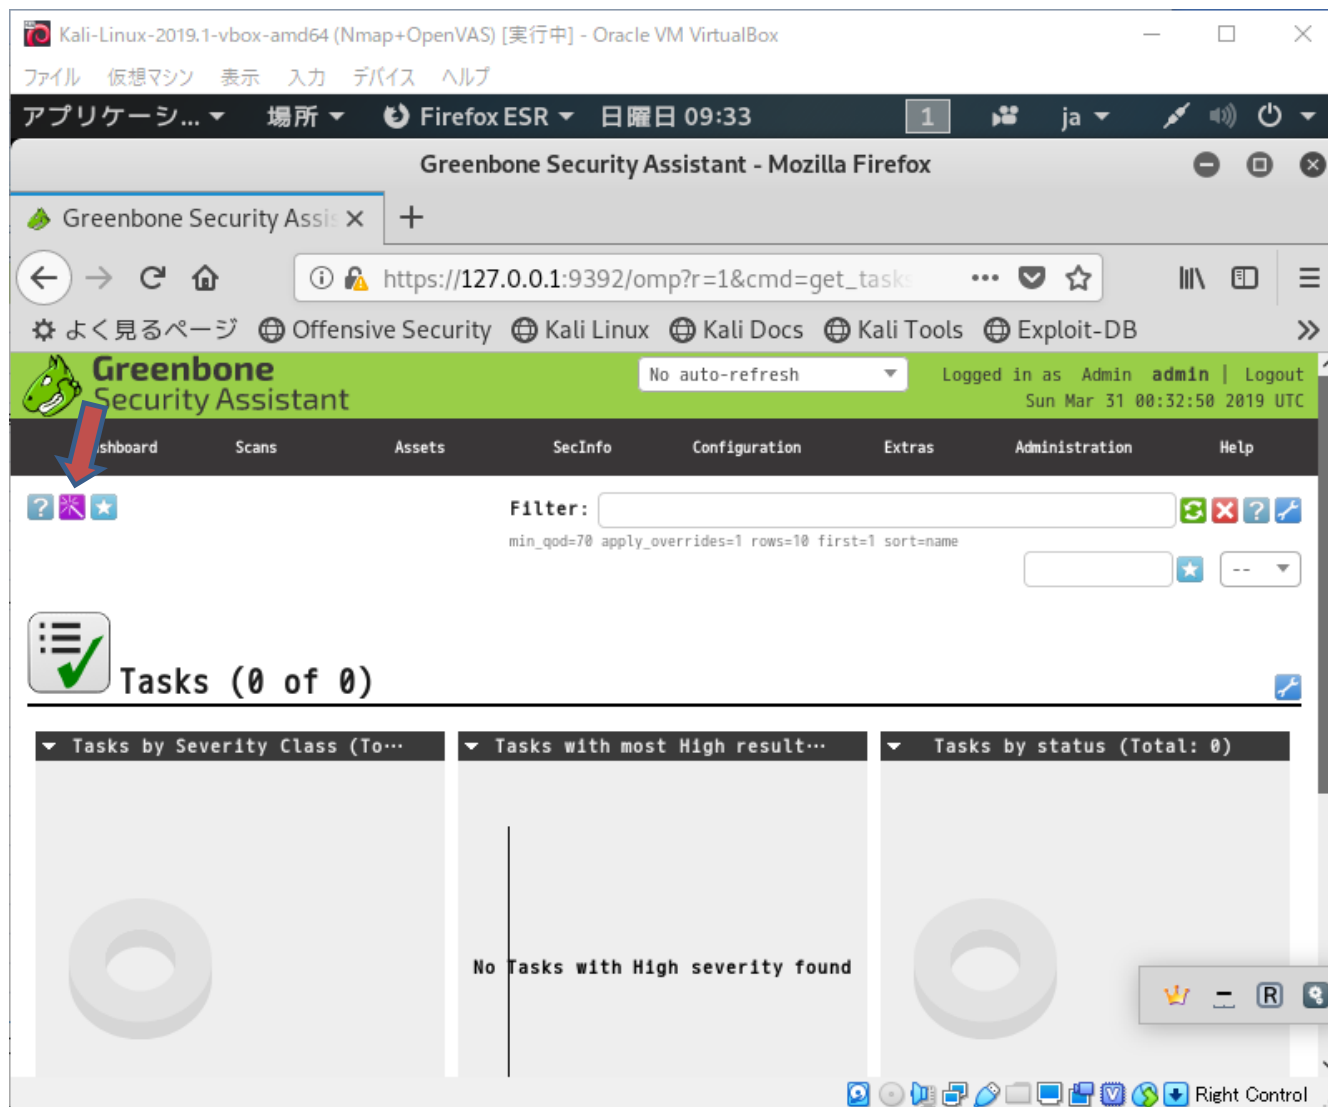 Kali-Linux-2019.1-vbox-amd64 (Nmap+OpenVAS) [実行中] - Oracle VM VirtualBox
ファイル 仮想マシン 表示 入力 デバイス ヘルプ
アプリケーシ... 場所 Firefox ESR 日曜日 09:33 1 ja
Greenbone Security Assistant - Mozilla Firefox
Greenbone Security Assis
https://127.0.0.1:9392/omp?r=1&cmd=get_tasks
よく見るページ Offensive Security Kali Linux Kali Docs Kali Tools Exploit-DB
Greenbone
Security Assistant
No auto-refresh
Logged in as Admin admin | Logout
Sun Mar 31 00:32:50 2019 UTC
shboard Scans Assets SecInfo Configuration Extras Administration Help
Filter:
min_qod=70 apply_overrides=1 rows=10 first=1 sort=name
--
Tasks (0 of 0)
Tasks by Severity Class (To⋯
Tasks with most High result⋯
Tasks by status (Total: 0)
No Tasks with High severity found
R
Right Control